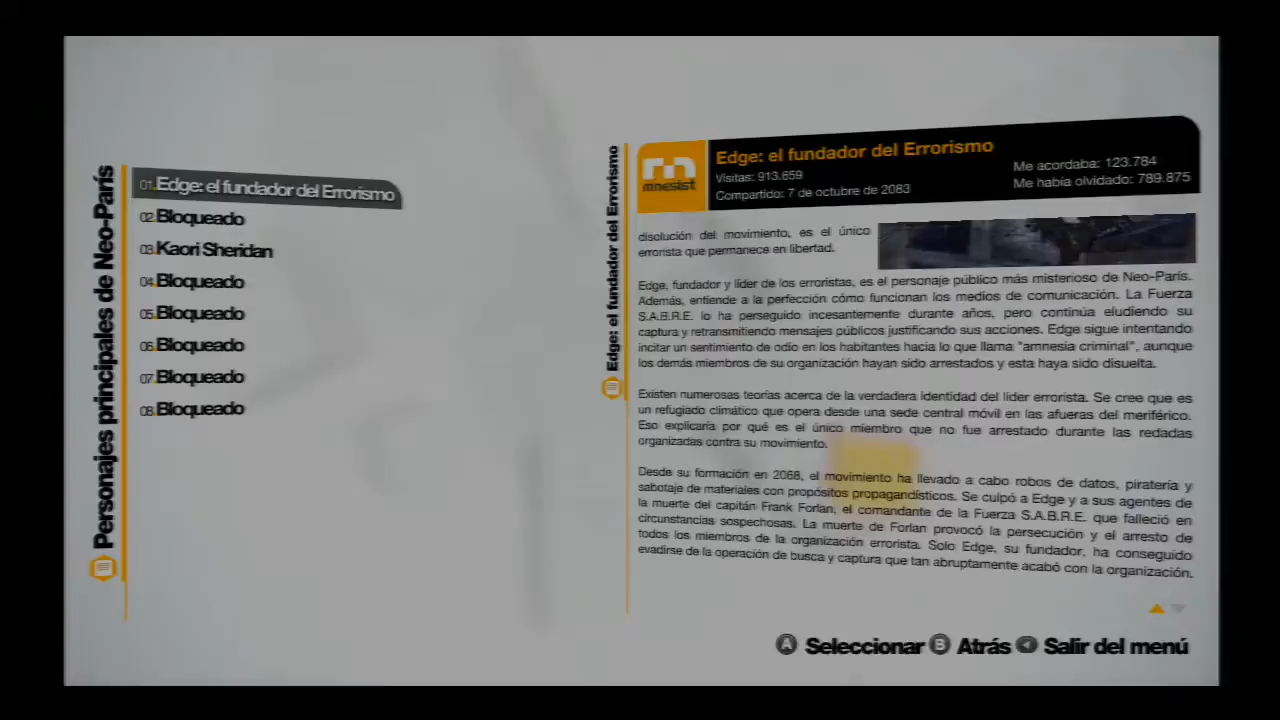 Personajes principales de Neo-París
01.Edge: el fundador del Errorismo
02.Bloqueado
03.Kaori Sheridan
04.Bloqueado
05.Bloqueado
06.Bloqueado
07.Bloqueado
08.Bloqueado
Edge: el fundador del Errorismo
mnesist
Edge: el fundador del Errorismo
Visitas: 913.659
Compartido: 7 de octubre de 2083
Me acordaba: 123.784
Me había olvidado: 789.875
disolución del movimiento, es el único
errorista que permanece en libertad.
Edge, fundador y líder de los erroristas, es el personaje público más misterioso de Neo-París.
Además, entiende a la perfección cómo funcionan los medios de comunicación. La Fuerza
S.A.B.R.E. lo ha perseguido incesantemente durante años, pero continúa eludiendo su
captura y retransmitiendo mensajes públicos justificando sus acciones. Edge sigue intentando
incitar un sentimiento de odio en los habitantes hacia lo que llama "amnesia criminal", aunque
los demás miembros de su organización hayan sido arrestados y esta haya sido disuelta.
Existen numerosas teorías acerca de la verdadera identidad del líder errorista. Se cree que es
un refugiado climático que opera desde una sede central móvil en las afueras del meriférico.
Eso explicaría por qué es el único miembro que no fue arrestado durante las redadas
organizadas contra su movimiento.
Desde su formación en 2068, el movimiento ha llevado a cabo robos de datos, piratería y
sabotaje de materiales con propósitos propagandísticos. Se culpó a Edge y a sus agentes de
la muerte del capitán Frank Forlan, el comandante de la Fuerza S.A.B.R.E. que falleció en
circunstancias sospechosas. La muerte de Forlan provocó la persecución y el arresto de
todos los miembros de la organización errorista. Solo Edge, su fundador, ha conseguido
evadirse de la operación de busca y captura que tan abruptamente acabó con la organización.
A Seleccionar B Atrás Salir del menú